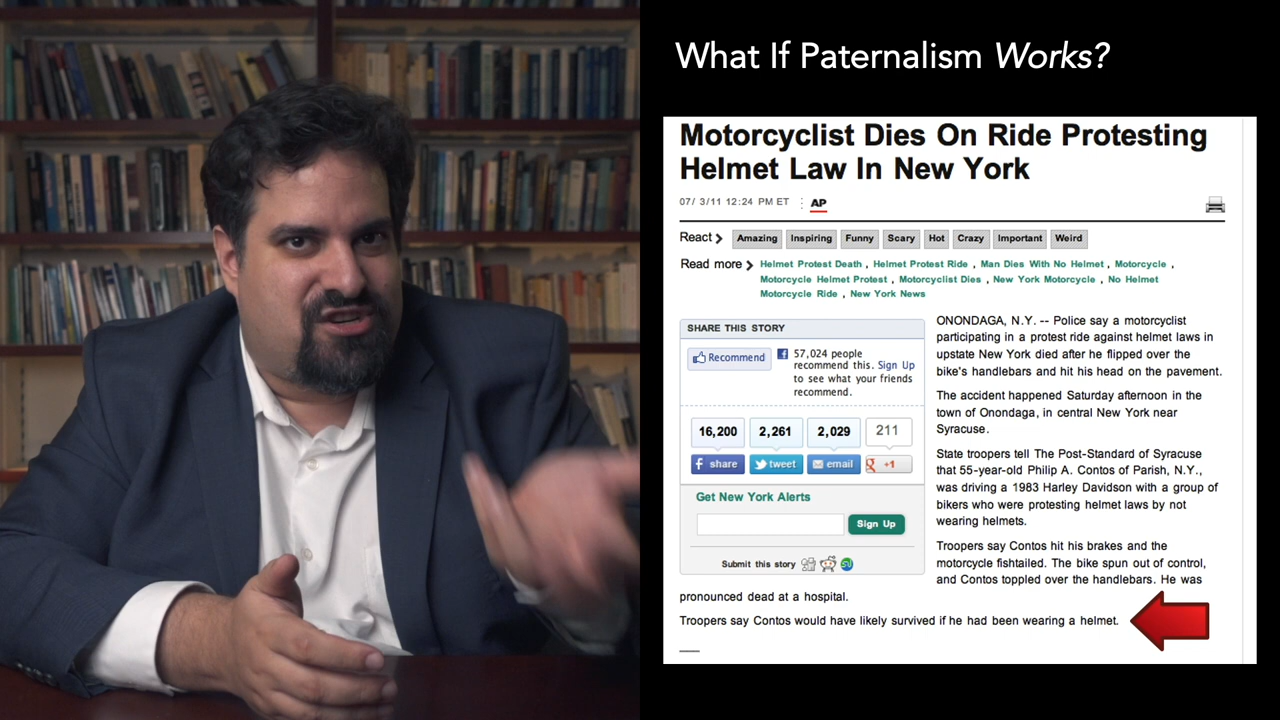 What If Paternalism Works?
Motorcyclist Dies On Ride Protesting
Helmet Law In New York
07/ 3/11 12:24 PM ET
AP
React
Amazing
Inspiring
Funny
Scary
Hot
Crazy
Important
Weird
Read more
Helmet Protest Death , Helmet Protest Ride , Man Dies With No Helmet , Motorcycle ,
Motorcycle Helmet Protest , Motorcyclist Dies , New York Motorcycle , No Helmet
Motorcycle Ride , New York News
SHARE THIS STORY
Recommend
57,024 people
recommend this. Sign Up
to see what your friends
recommend.
16,200
2,261
2,029
211
f share
tweet
email
g +1
Get New York Alerts
Sign Up
Submit this story
ONONDAGA, N.Y. -- Police say a motorcyclist
participating in a protest ride against helmet laws in
upstate New York died after he flipped over the
bike's handlebars and hit his head on the pavement.
The accident happened Saturday afternoon in the
town of Onondaga, in central New York near
Syracuse.
State troopers tell The Post-Standard of Syracuse
that 55-year-old Philip A. Contos of Parish, N.Y.,
was driving a 1983 Harley Davidson with a group of
bikers who were protesting helmet laws by not
wearing helmets.
Troopers say Contos hit his brakes and the
motorcycle fishtailed. The bike spun out of control,
and Contos toppled over the handlebars. He was
pronounced dead at a hospital.
Troopers say Contos would have likely survived if he had been wearing a helmet.